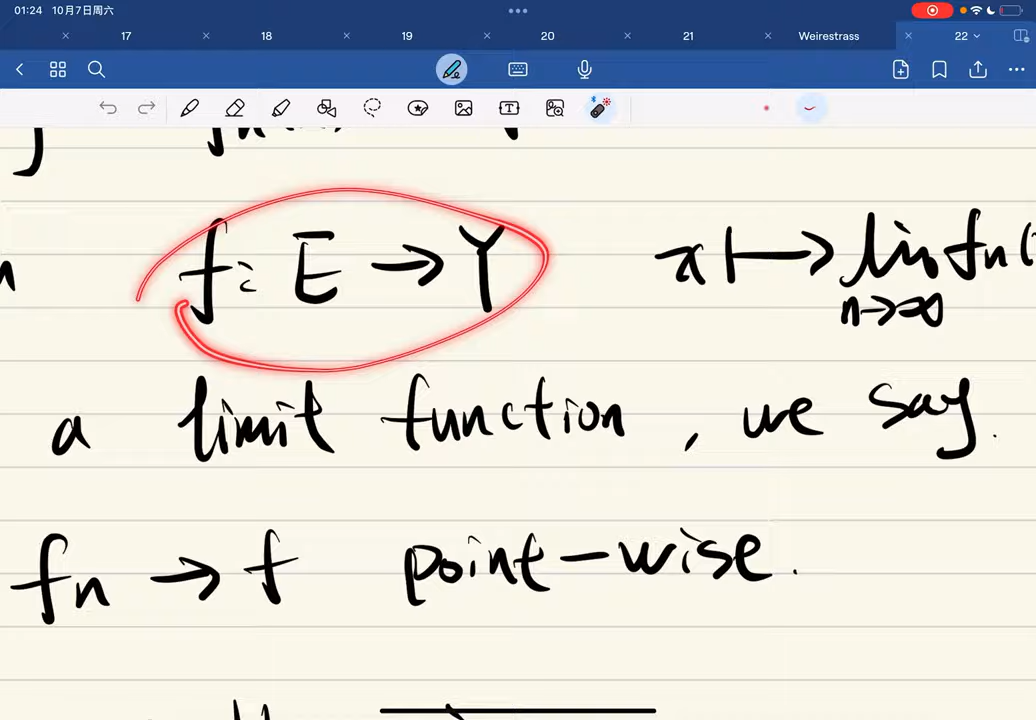 01:24 10月7日周六
17 18 19 20 21 Weirestrass 22
f: E → Y x ↦ lim fn(
n→∞
a limit function, we say.
fn → f point-wise.